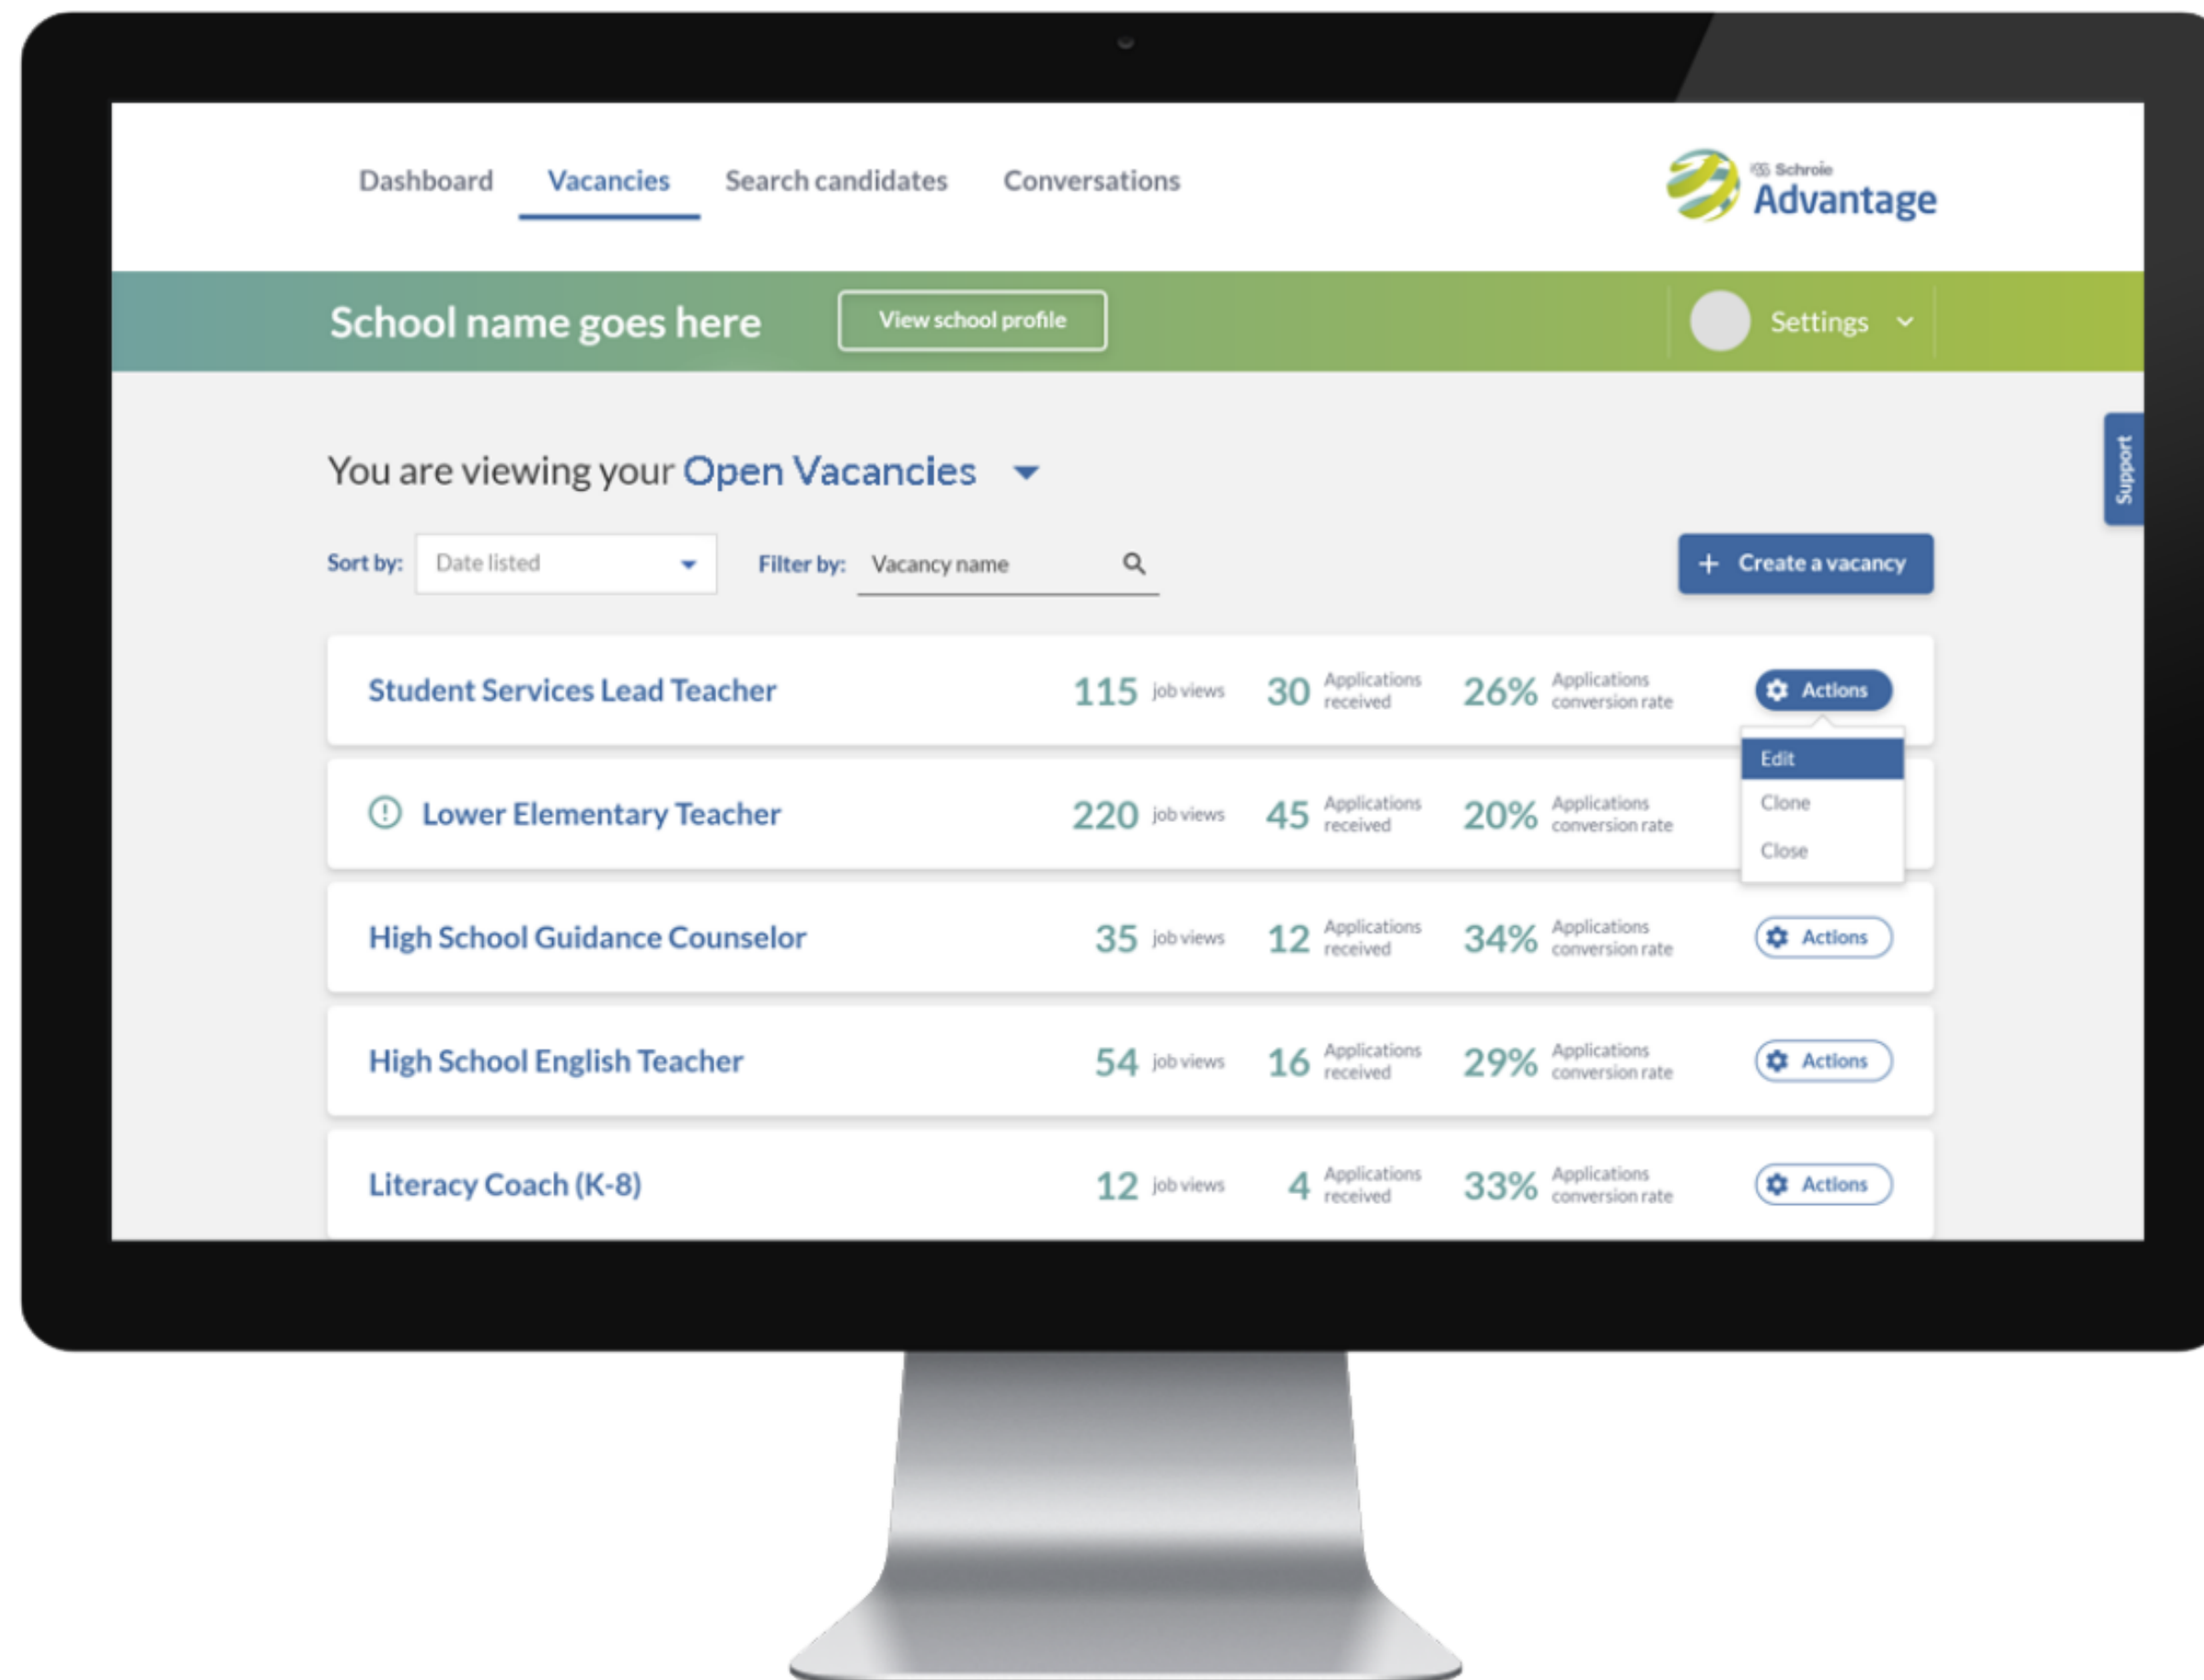 Dashboard Vacancies Search candidates Conversations
Schrole
Advantage
School name goes here View school profile Settings
Support
You are viewing your Open Vacancies
Sort by: Date listed Filter by: Vacancy name + Create a vacancy
Student Services Lead Teacher 115 job views 30 Applications received 26% Applications conversion rate Actions
Edit
Clone
Close
Lower Elementary Teacher 220 job views 45 Applications received 20% Applications conversion rate
High School Guidance Counselor 35 job views 12 Applications received 34% Applications conversion rate Actions
High School English Teacher 54 job views 16 Applications received 29% Applications conversion rate Actions
Literacy Coach (K-8) 12 job views 4 Applications received 33% Applications conversion rate Actions